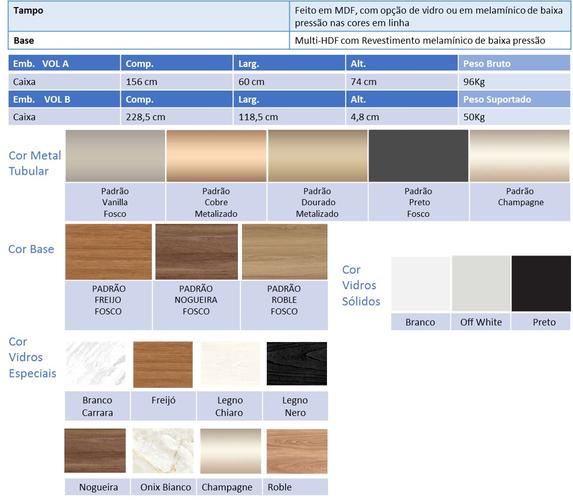 Tampo Feito em MDF, com opção de vidro ou em melamínico de baixa
pressão nas cores em linha
Base Multi-HDF com Revestimento melamínico de baixa pressão
Emb. VOL A Comp. Larg. Alt. Peso Bruto
Caixa 156 cm 60 cm 74 cm 96Kg
Emb. VOL B Comp. Larg. Alt. Peso Suportado
Caixa 228,5 cm 118,5 cm 4,8 cm 50Kg
Cor Metal
Tubular
Padrão
Vanilla
Fosco
Padrão
Cobre
Metalizado
Padrão
Dourado
Metalizado
Padrão
Preto
Fosco
Padrão
Champagne
Cor Base
PADRÃO
FREIJO
FOSCO
PADRÃO
NOGUEIRA
FOSCO
PADRÃO
ROBLE
FOSCO
Cor
Vidros
Sólidos
Branco Off White Preto
Cor
Vidros
Especiais
Branco
Carrara
Freijó
Legno
Chiaro
Legno
Nero
Nogueira Onix Bianco Champagne Roble